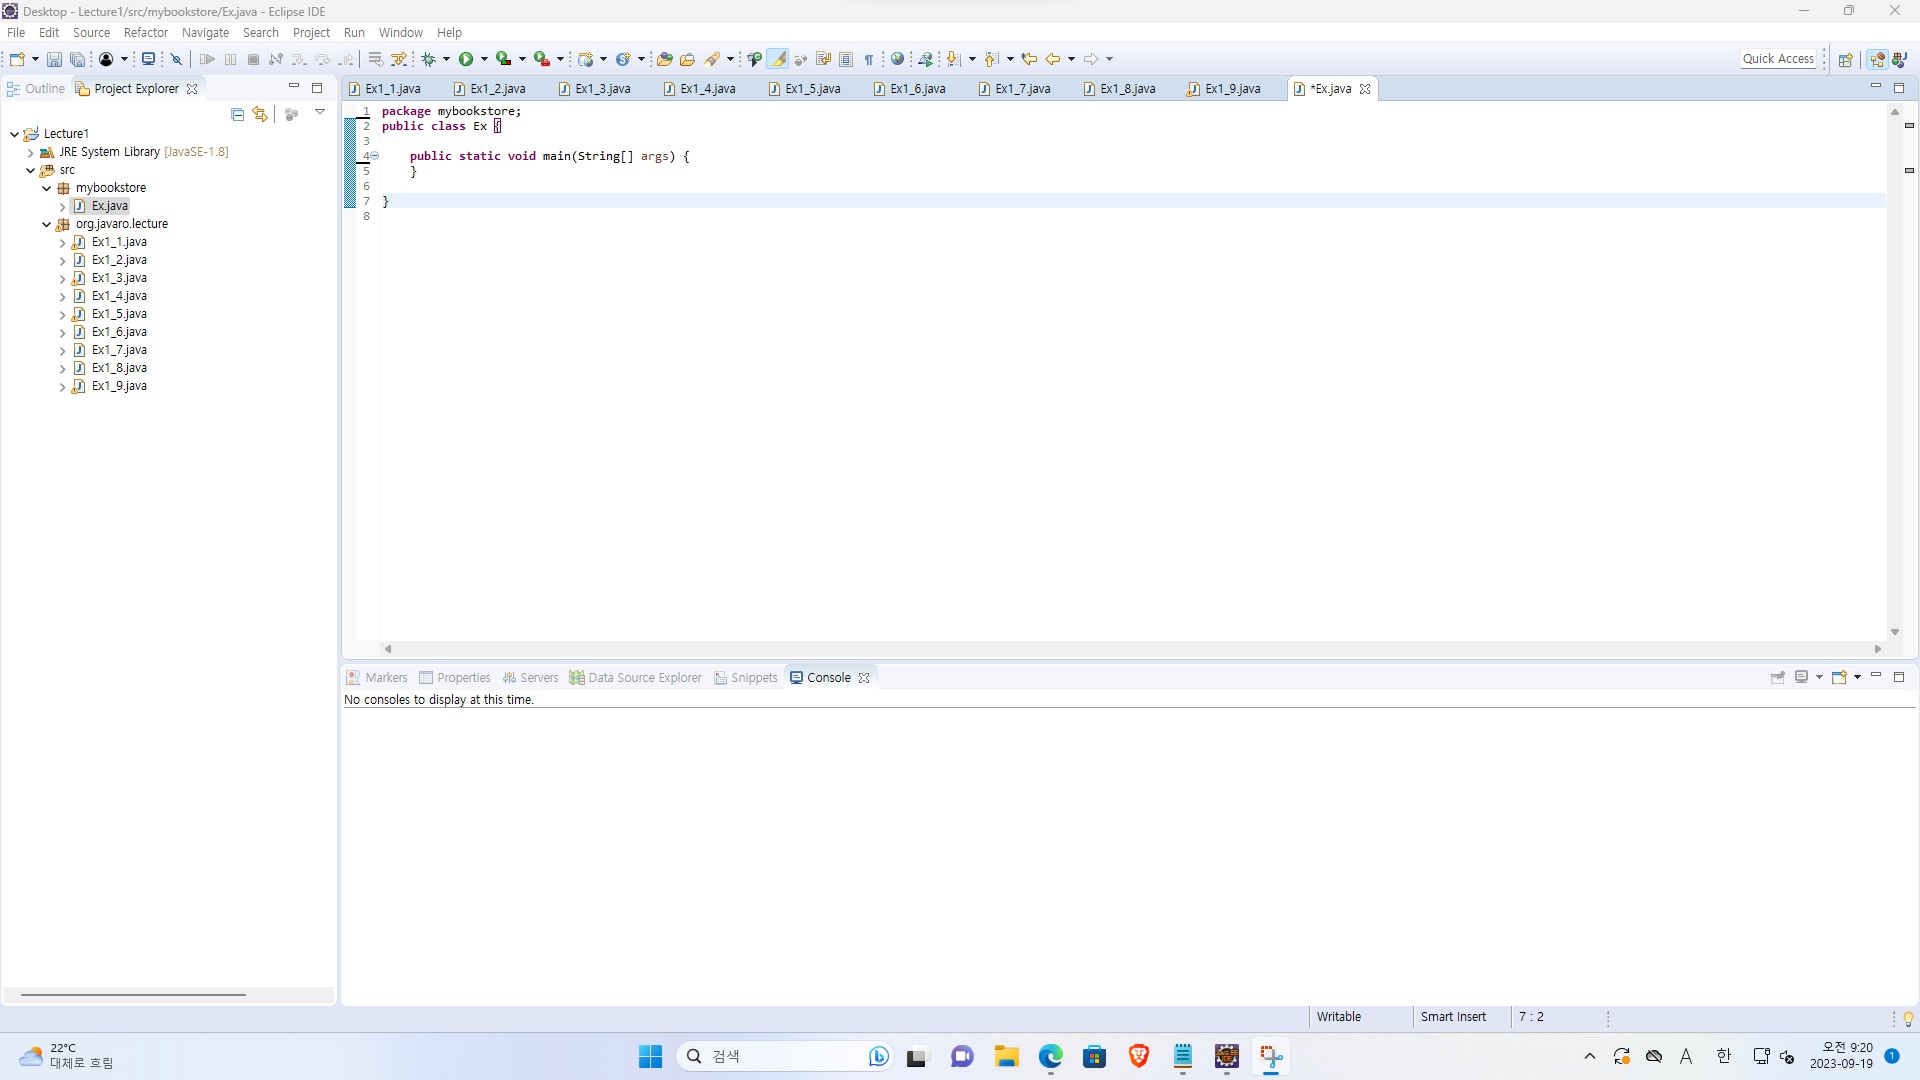 Desktop - Lecture1/src/mybookstore/Ex.java - Eclipse IDE
File Edit Source Refactor Navigate Search Project Run Window Help
Quick Access
Outline Project Explorer
Ex1_1.java Ex1_2.java Ex1_3.java Ex1_4.java Ex1_5.java Ex1_6.java Ex1_7.java Ex1_8.java Ex1_9.java *Ex.java
Lecture1
JRE System Library [JavaSE-1.8]
src
mybookstore
Ex.java
org.javaro.lecture
Ex1_1.java
Ex1_2.java
Ex1_3.java
Ex1_4.java
Ex1_5.java
Ex1_6.java
Ex1_7.java
Ex1_8.java
Ex1_9.java
1 package mybookstore;
2 public class Ex {
3
4 public static void main(String[] args) {
5 }
6
7 }
8
Markers Properties Servers Data Source Explorer Snippets Console
No consoles to display at this time.
Writable Smart Insert 7 : 2
22°C
대체로 흐림
검색
A 한
오전 9:20
2023-09-19
1